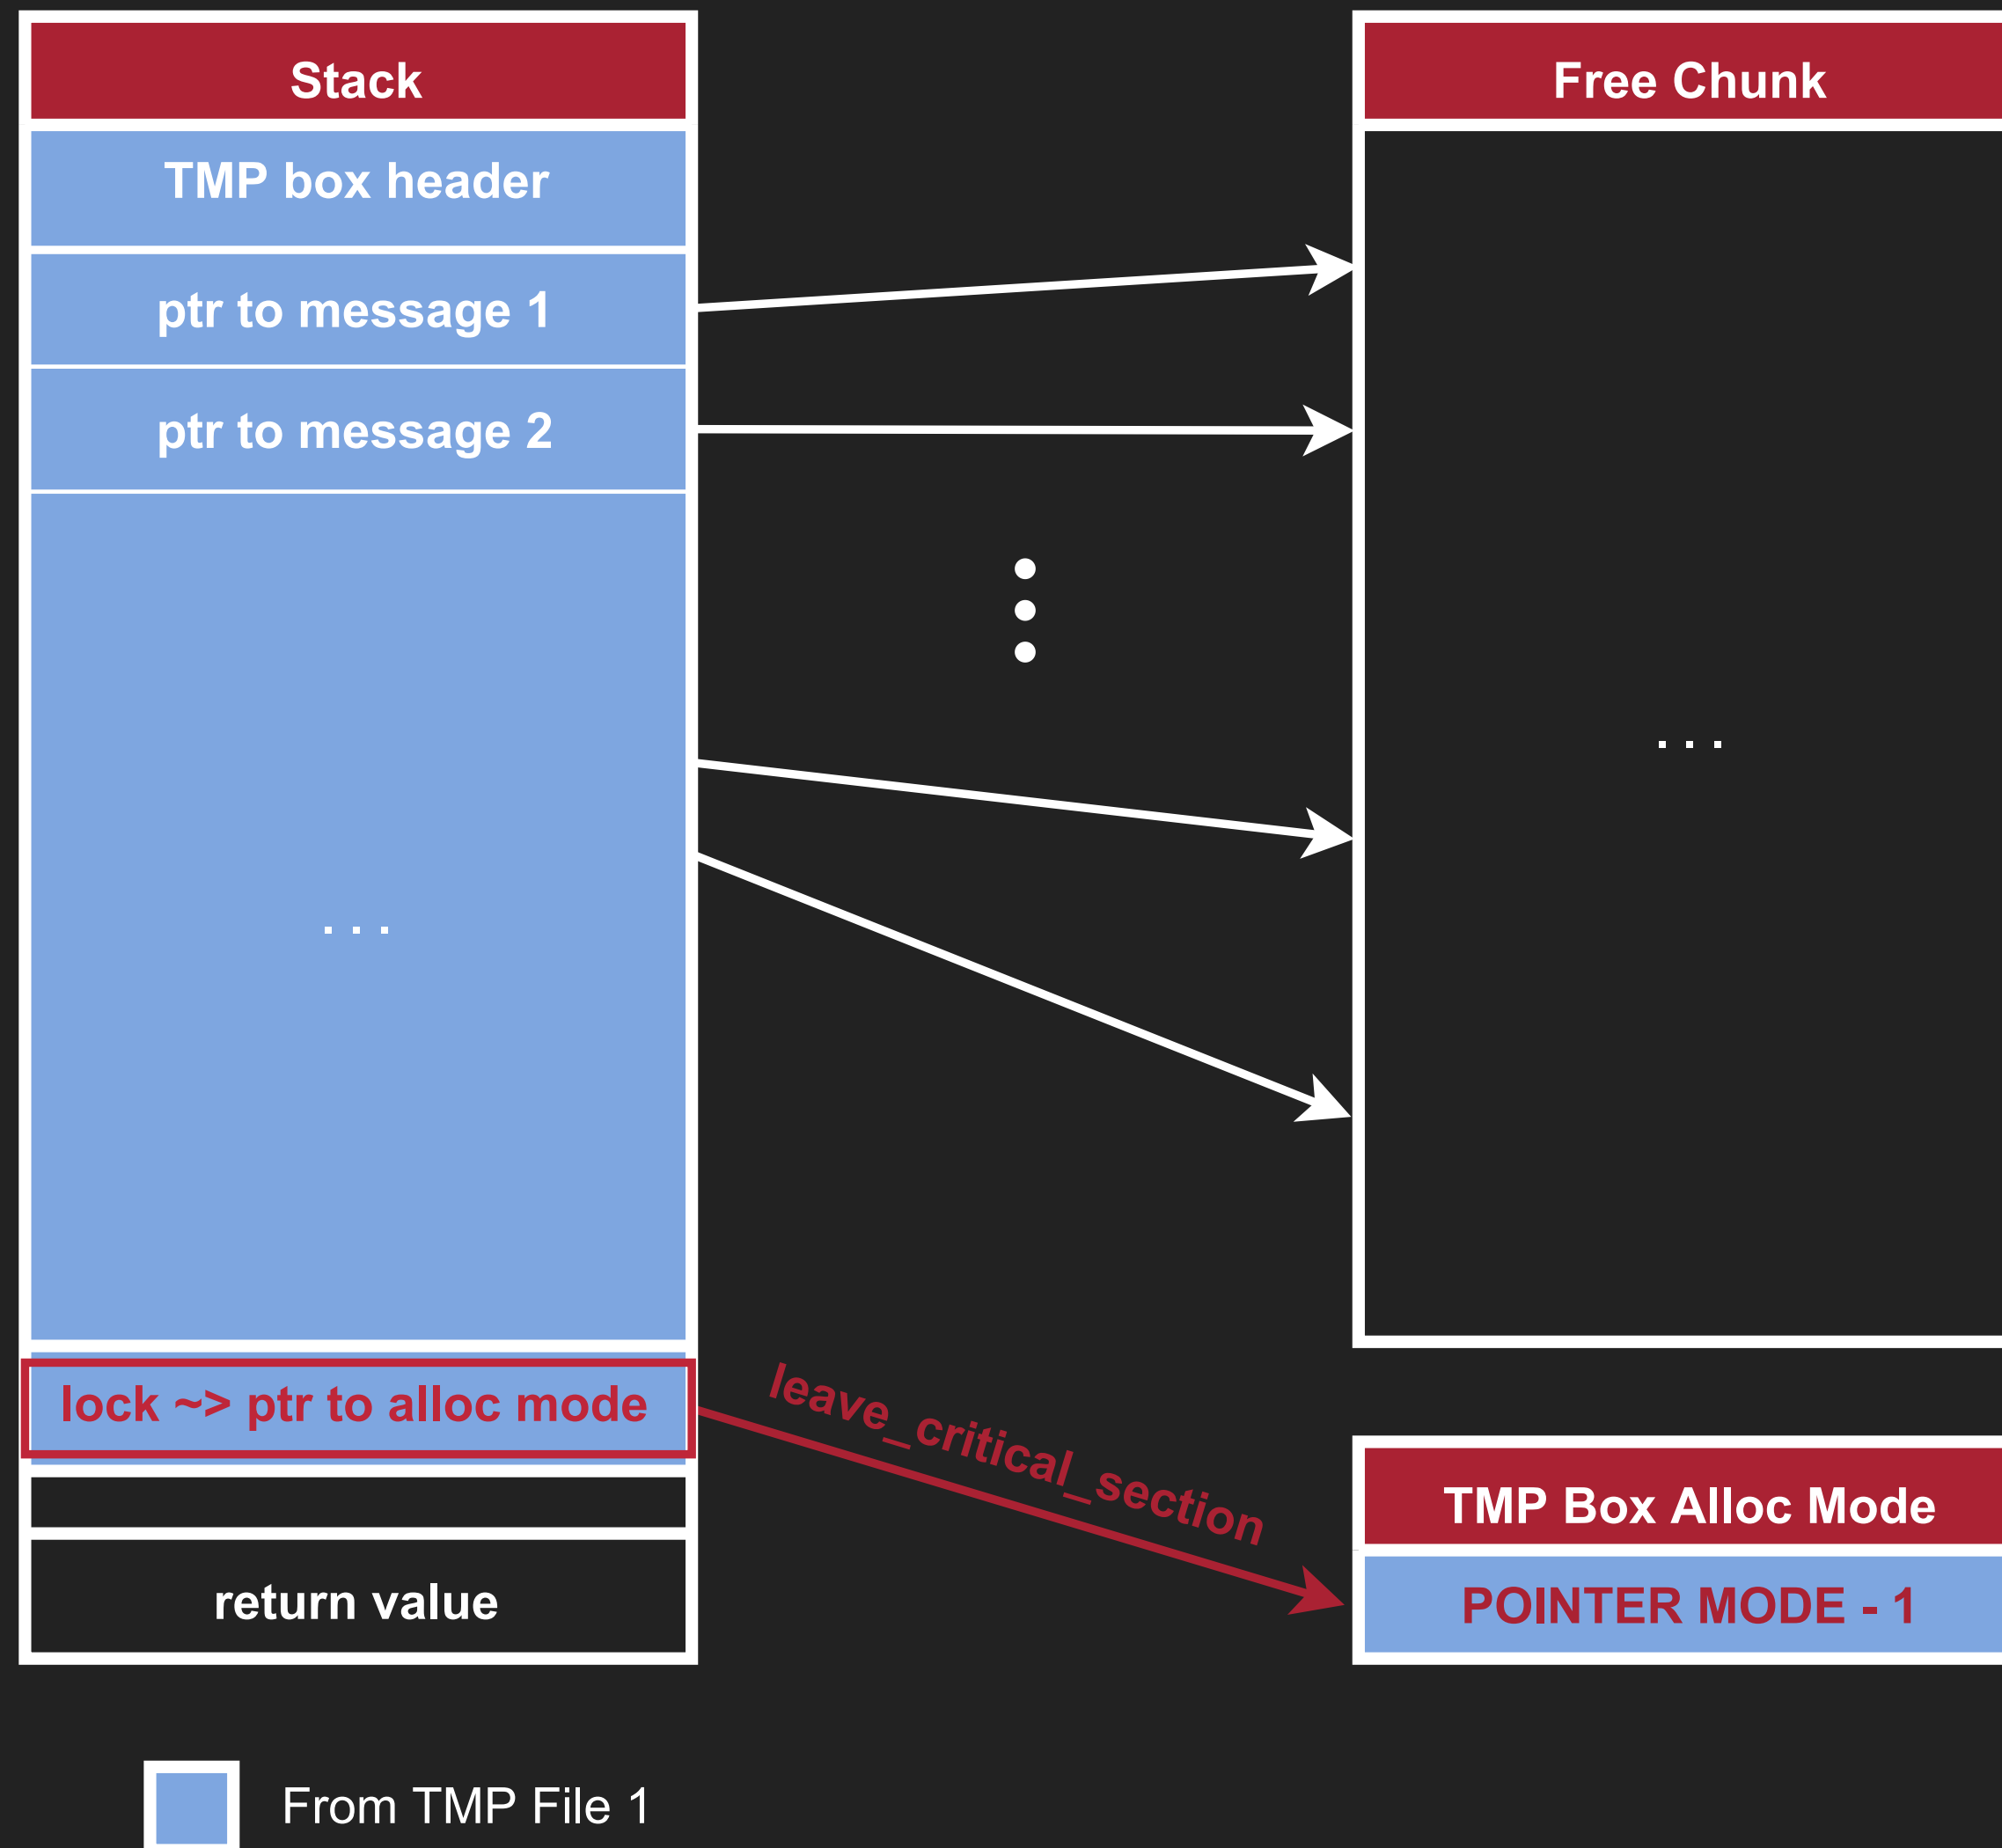 Stack
TMP box header
ptr to message 1
ptr to message 2
. . .
lock ~> ptr to alloc mode
return value
leave_critical_section
Free Chunk
. . .
TMP Box Alloc Mode
POINTER MODE - 1
From TMP File 1